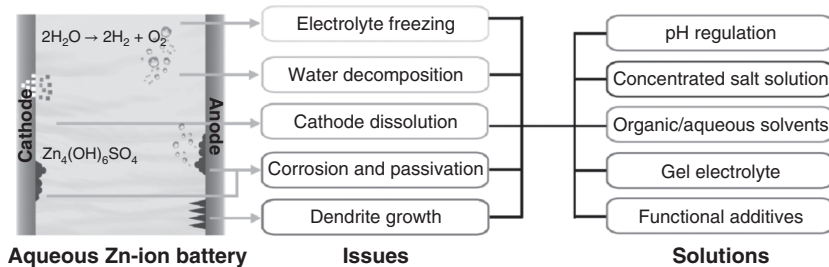 2H₂O → 2H₂ + O₂
Cathode
Anode
Zn₄(OH)₆SO₄
Aqueous Zn-ion battery
Electrolyte freezing
Water decomposition
Cathode dissolution
Corrosion and passivation
Dendrite growth
Issues
pH regulation
Concentrated salt solution
Organic/aqueous solvents
Gel electrolyte
Functional additives
Solutions